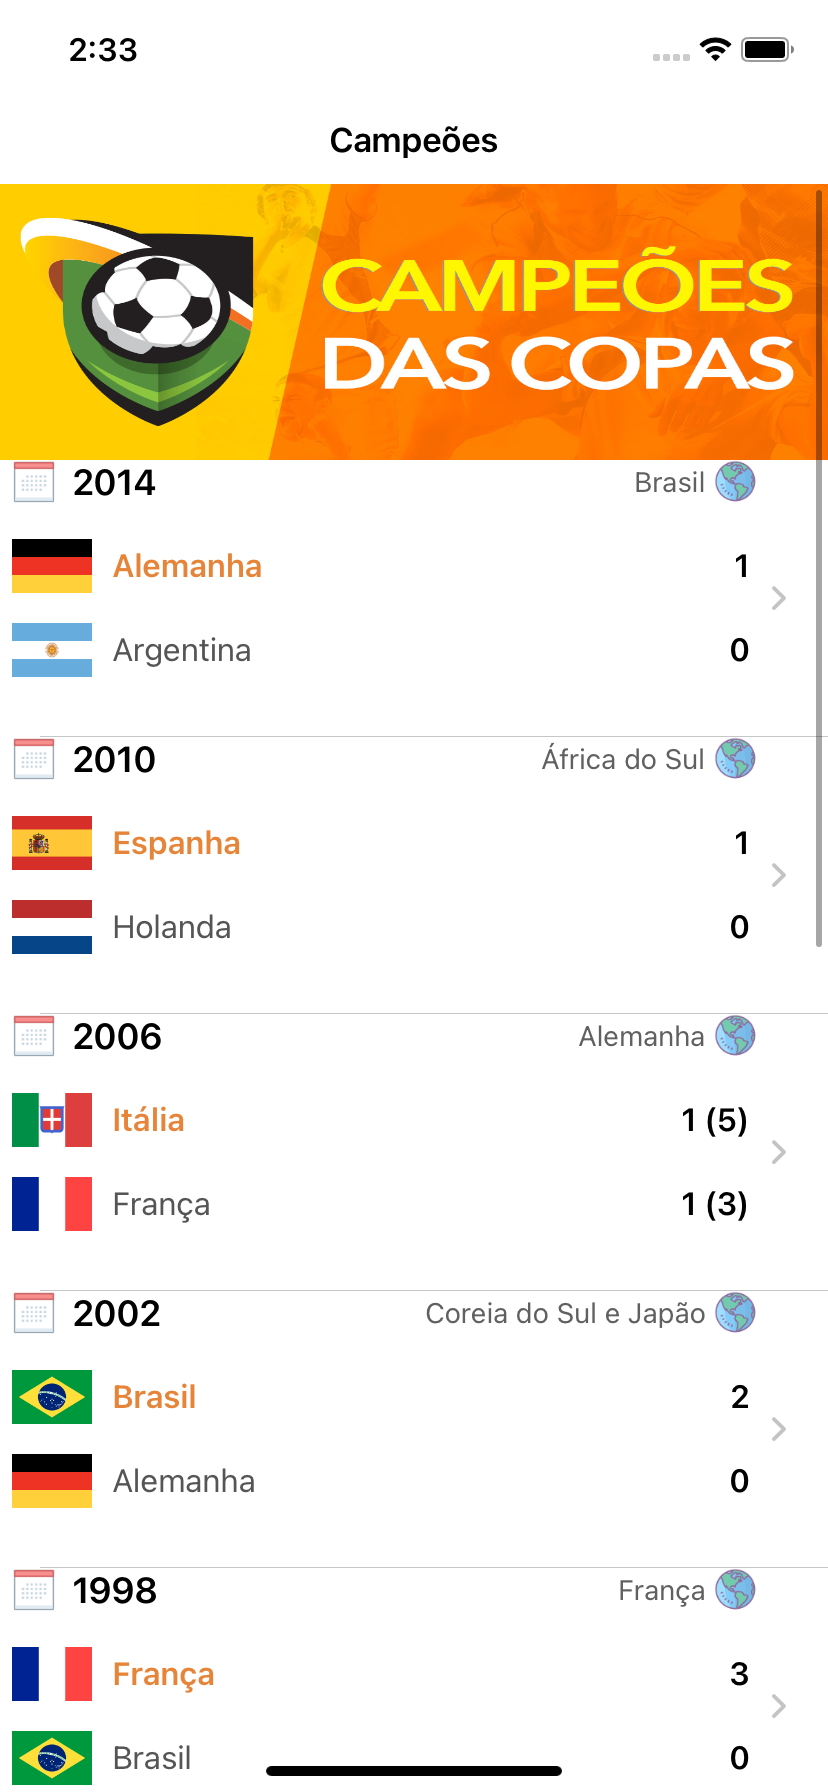 2:33
Campeões
CAMPEÕES
DAS COPAS
2014 Brasil
Alemanha 1
Argentina 0
2010 África do Sul
Espanha 1
Holanda 0
2006 Alemanha
Itália 1 (5)
França 1 (3)
2002 Coreia do Sul e Japão
Brasil 2
Alemanha 0
1998 França
França 3
Brasil 0